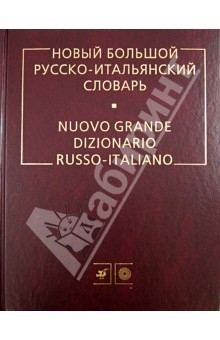 НОВЫЙ БОЛЬШОЙ
РУССКО-ИТАЛЬЯНСКИЙ
СЛОВАРЬ
NUOVO GRANDE
DIZIONARIO
RUSSO-ITALIANO